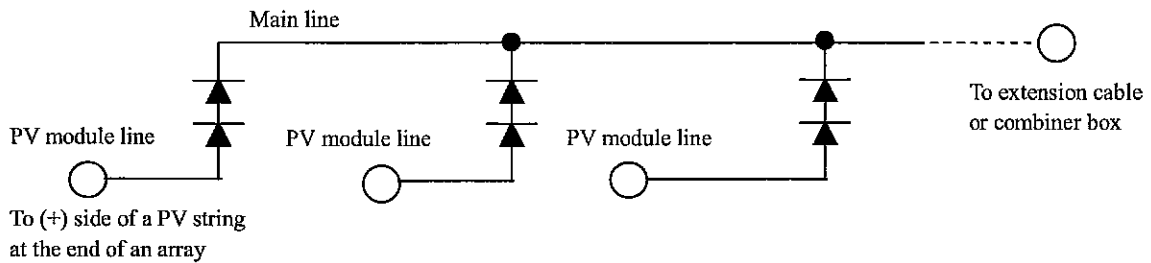 Main line
To extension cable
or combiner box
PV module line
PV module line
PV module line
To (+) side of a PV string
at the end of an array